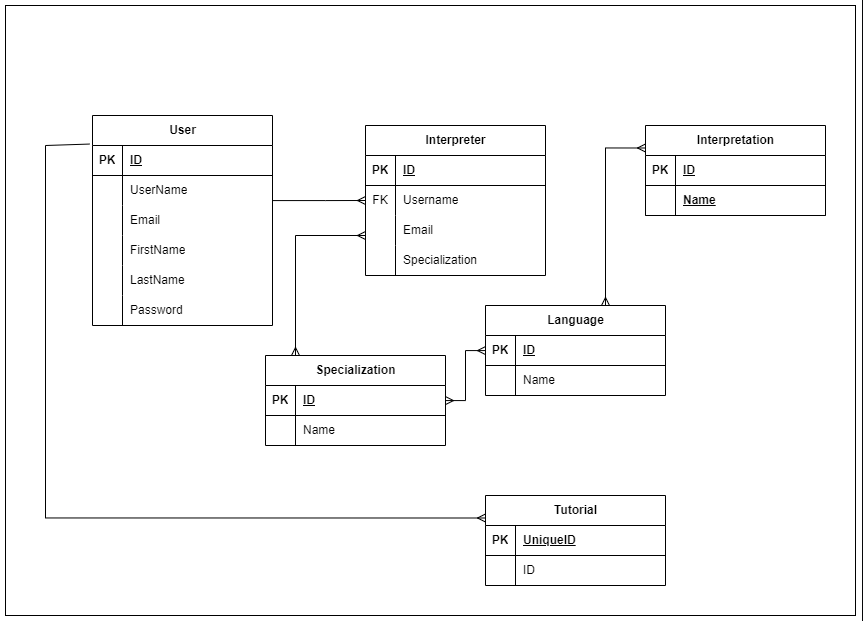 User
PK ID
UserName
Email
FirstName
LastName
Password
Interpreter
PK ID
FK Username
Email
Specialization
Interpretation
PK ID
Name
Language
PK ID
Name
Specialization
PK ID
Name
Tutorial
PK UniqueID
ID